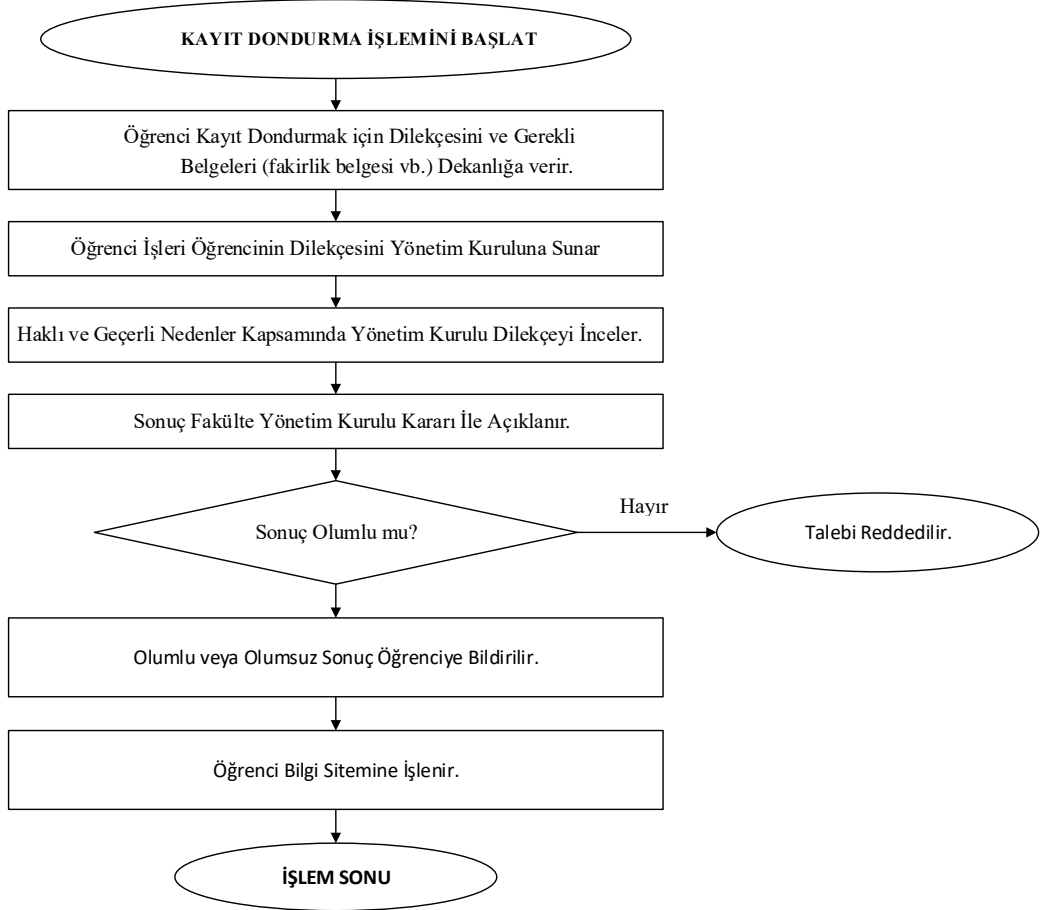 KAYIT DONDURMA İŞLEMİNİ BAŞLAT
Öğrenci Kayıt Dondurmak için Dilekçesini ve Gerekli
Belgeleri (fakirlik belgesi vb.) Dekanlığa verir.
Öğrenci İşleri Öğrencinin Dilekçesini Yönetim Kuruluna Sunar
Haklı ve Geçerli Nedenler Kapsamında Yönetim Kurulu Dilekçeyi İnceler.
Sonuç Fakülte Yönetim Kurulu Kararı İle Açıklanır.
Sonuç Olumlu mu?
Hayır
Talebi Reddedilir.
Olumlu veya Olumsuz Sonuç Öğrenciye Bildirilir.
Öğrenci Bilgi Sitemine İşlenir.
İŞLEM SONU